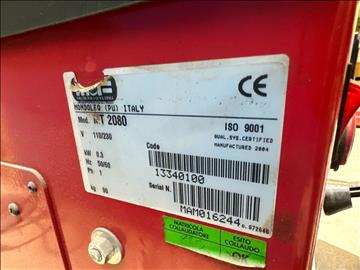 MONDOLFO (PU) ITALY
CE
Mod. 2080
ISO 9001
QUAL.SYS.CERTIFIED
MANUFACTURED 2004
V 110/230
Code
kW 0.3
Hz 50/60
Ph 1
13340100
Serial N.
kg 90
MAM016244
n. 072646
MATRICOLA
COLLAUDATORE
ESITO
COLLAUDO
OK